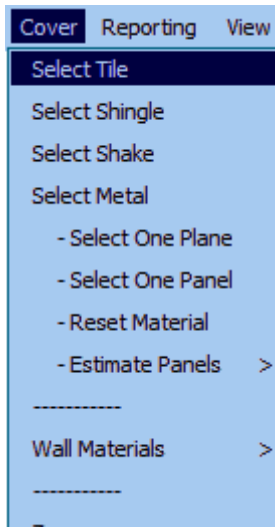 Cover Reporting View
Select Tile
Select Shingle
Select Shake
Select Metal
- Select One Plane
- Select One Panel
- Reset Material
- Estimate Panels >
-----------
Wall Materials >
-----------